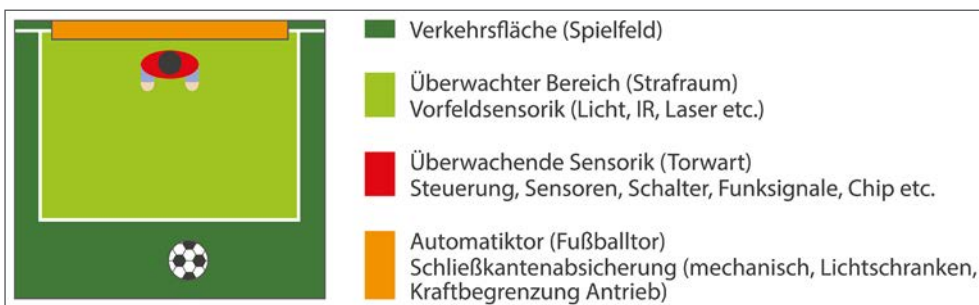 Verkehrsfläche (Spielfeld)
Überwachter Bereich (Strafraum)
Vorfeldsensorik (Licht, IR, Laser etc.)
Überwachende Sensorik (Torwart)
Steuerung, Sensoren, Schalter, Funksignale, Chip etc.
Automatiktor (Fußballtor)
Schließkantenabsicherung (mechanisch, Lichtschranken,
Kraftbegrenzung Antrieb)